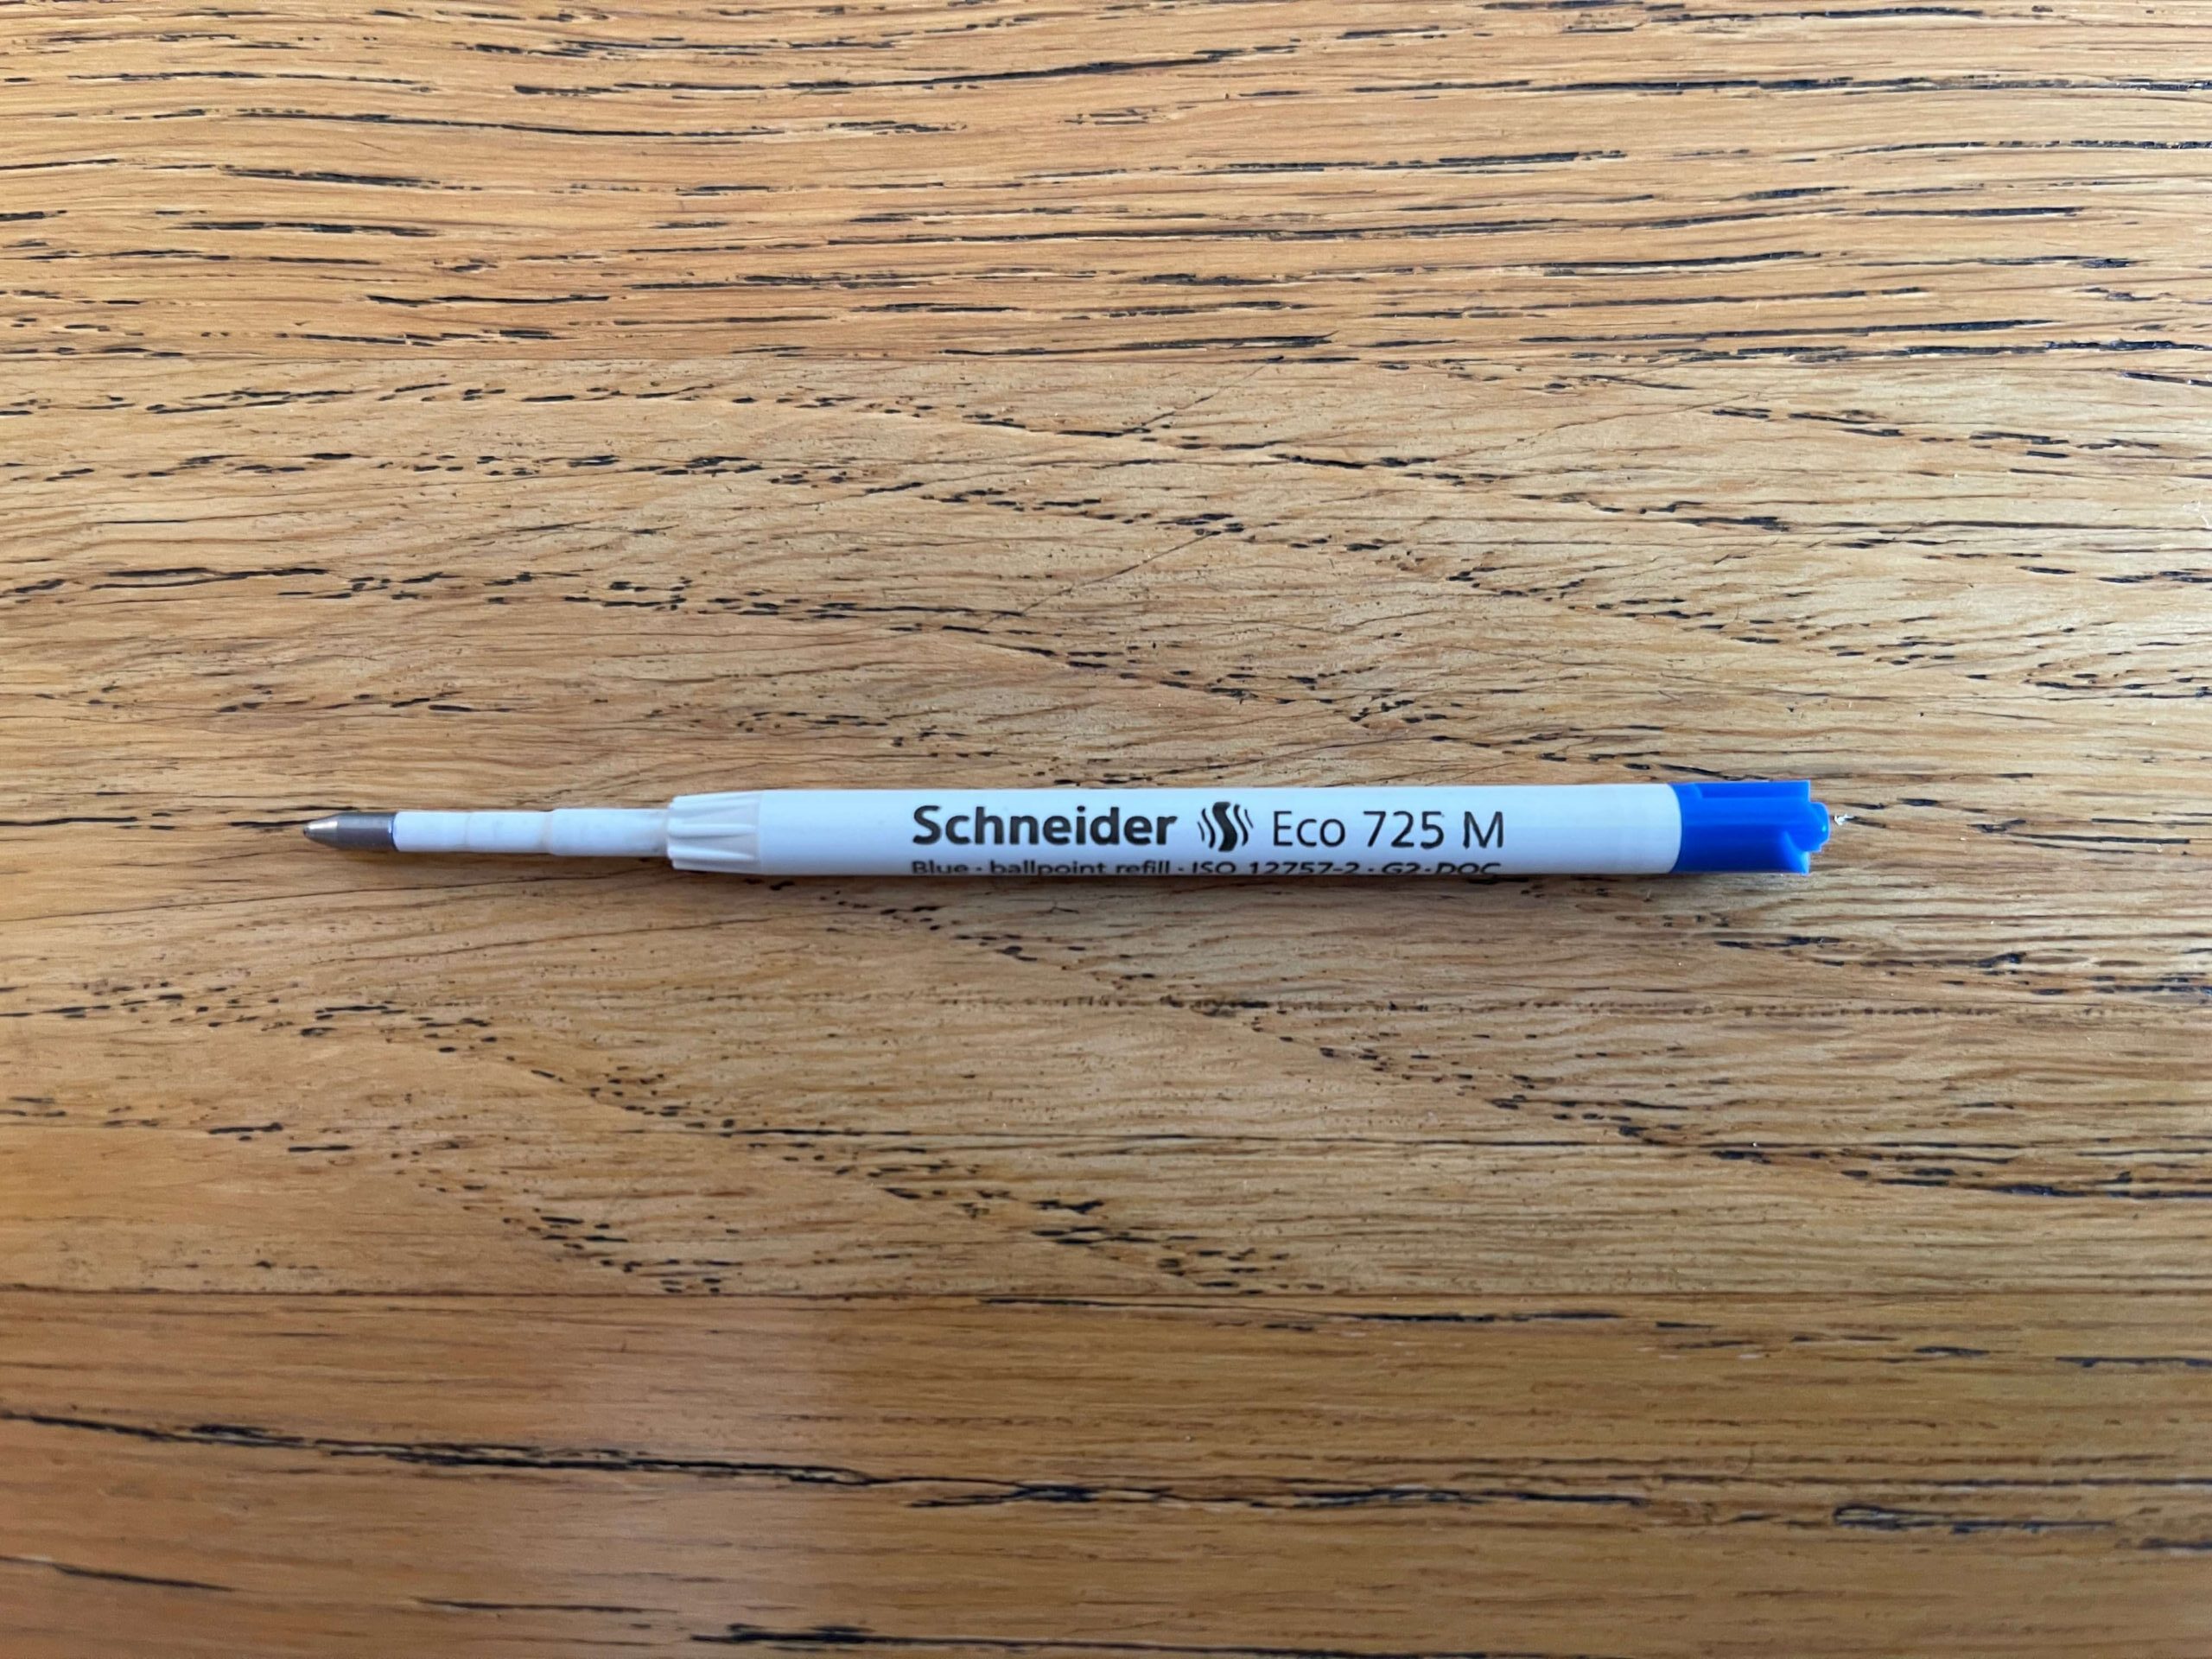 Schneider Eco 725 M
Blue · ballpoint refill · ISO 12757-2 · G2 · DOC